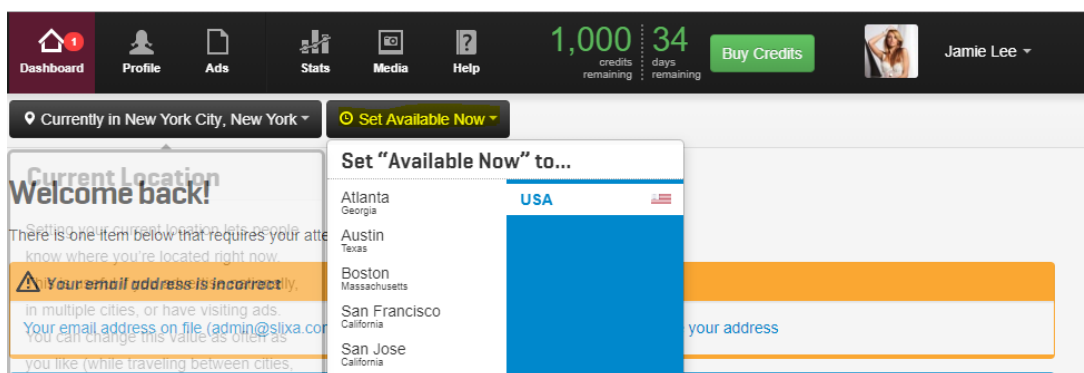 1
Dashboard
Profile
Ads
Stats
Media
Help
1,000
credits
remaining
34
days
remaining
Buy Credits
Jamie Lee
Currently in New York City, New York
Set Available Now
Set "Available Now" to...
Current Location
Welcome back!
Atlanta
Georgia
USA
Setting your current location lets people
There is one item below that requires your atte
Austin
Texas
know where you're located right now.
Boston
Massachusetts
Your email address is incorrect
in multiple cities, or have visiting ads.
San Francisco
California
Your email address on file (admin@slixa.com
your address
You can change this value as often as
San Jose
California
you like (while traveling between cities,